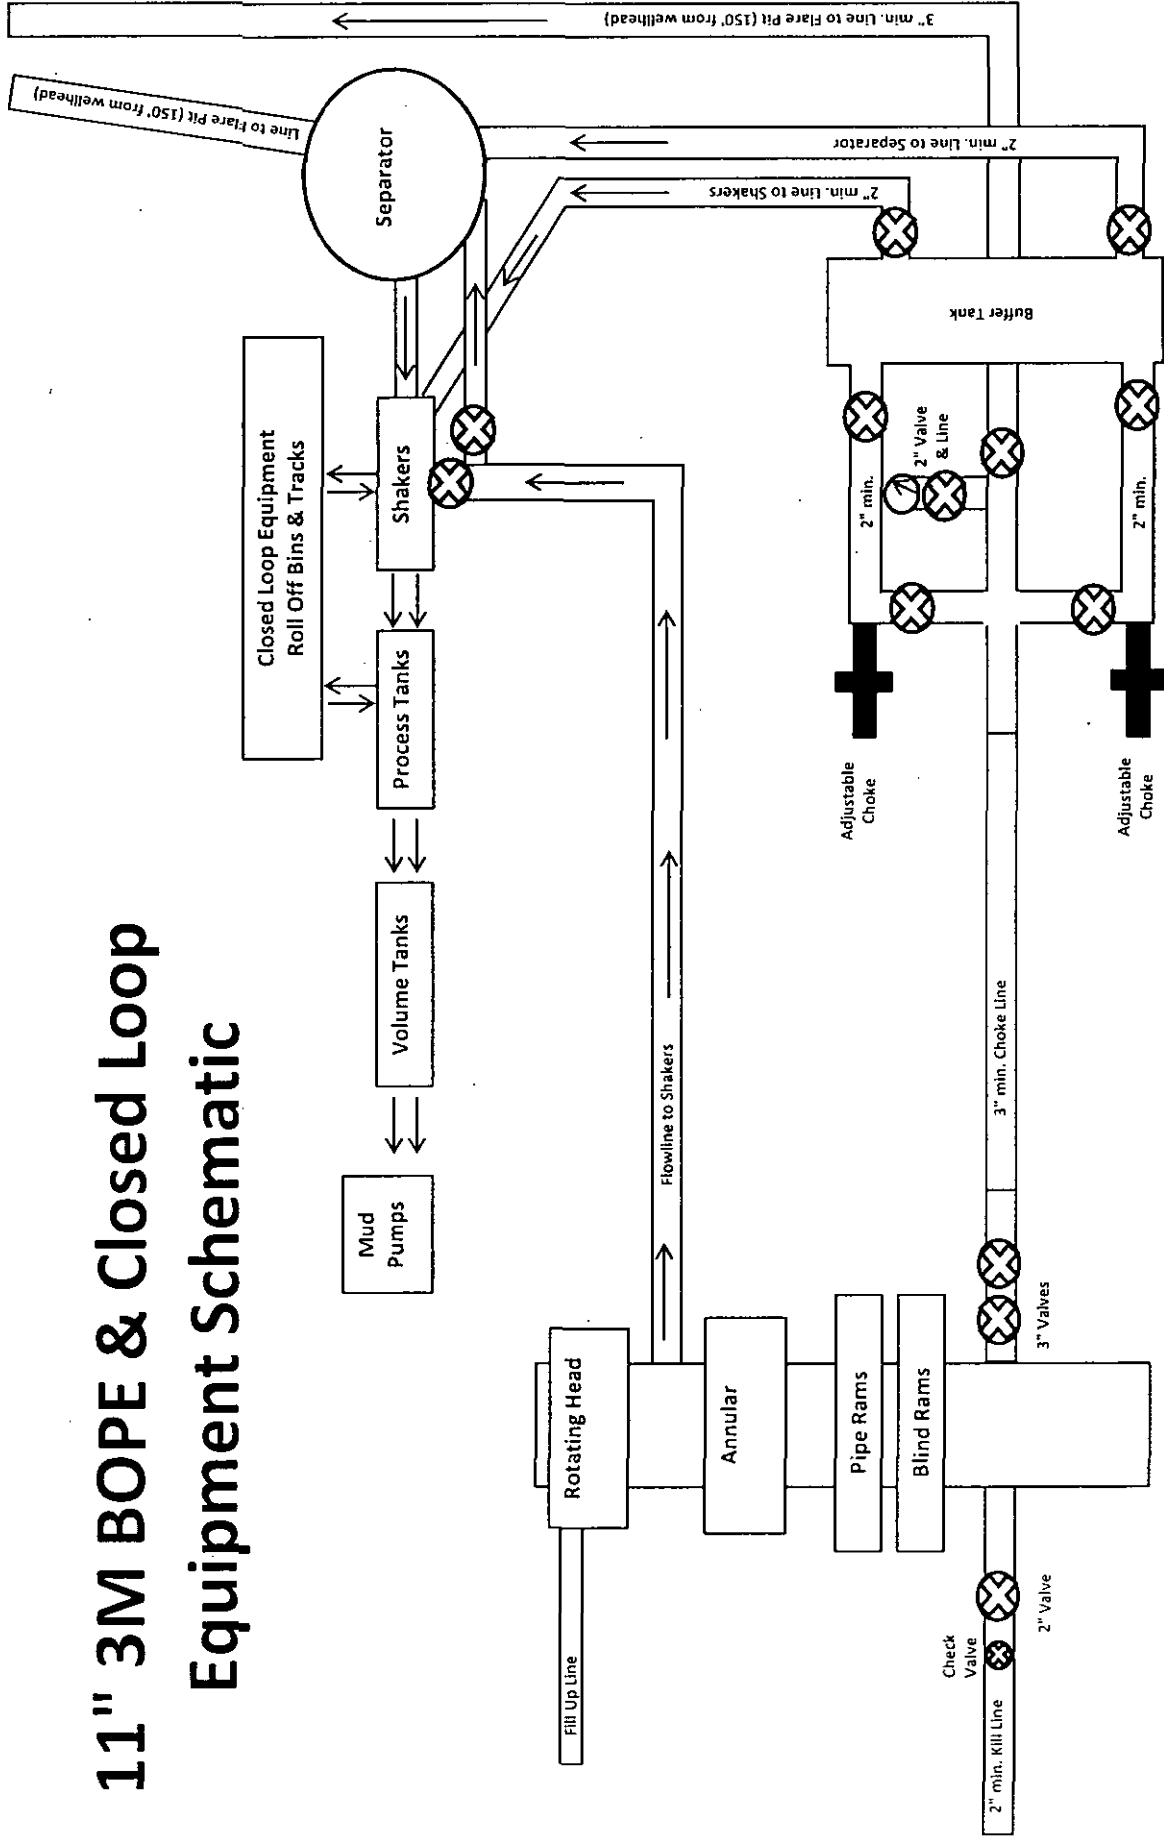 11" 3M BOPE & Closed Loop
Equipment Schematic
Mud
Pumps
Volume Tanks
Process Tanks
Shakers
Closed Loop Equipment
Roll Off Bins & Tracks
Separator
Line to Flare Pit (150' from wellhead)
3" min. Line to Flare Pit (150' from wellhead)
2" min. Line to Separator
2" min. Line to Shakers
Fill Up Line
Rotating Head
Flowline to Shakers
Annular
Pipe Rams
Blind Rams
Adjustable
Choke
2" min.
2" Valve
& Line
Buffer Tank
Check
Valve
2" min. Kill Line
2" Valve
3" Valves
3" min. Choke Line
Adjustable
Choke
2" min.